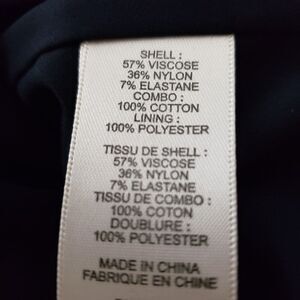 SHELL :
57% VISCOSE
36% NYLON
7% ELASTANE
COMBO :
100% COTTON
LINING :
100% POLYESTER
TISSU DE SHELL :
57% VISCOSE
36% NYLON
7% ELASTANE
TISSU DE COMBO :
100% COTON
DOUBLURE :
100% POLYESTER
MADE IN CHINA
FABRIQUE EN CHINE